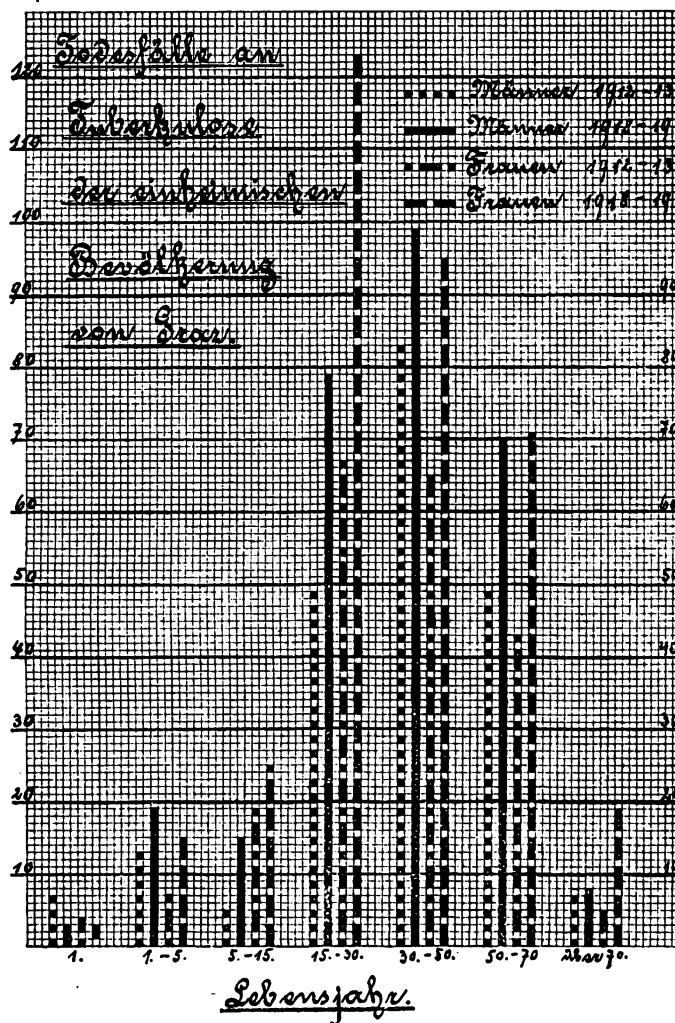 Todesfälle an
Tuberkulose
der einheimischen
Bevölkerung
von Graz.
Männer 1912-13
Männer 1918-19
Frauen 1912-13
Frauen 1918-19
120
110
100
90
80
70
60
50
40
30
20
10
1. 1.-5. 5.-15. 15.-30. 30.-50. 50.-70 über 70.
Lebensjahr.